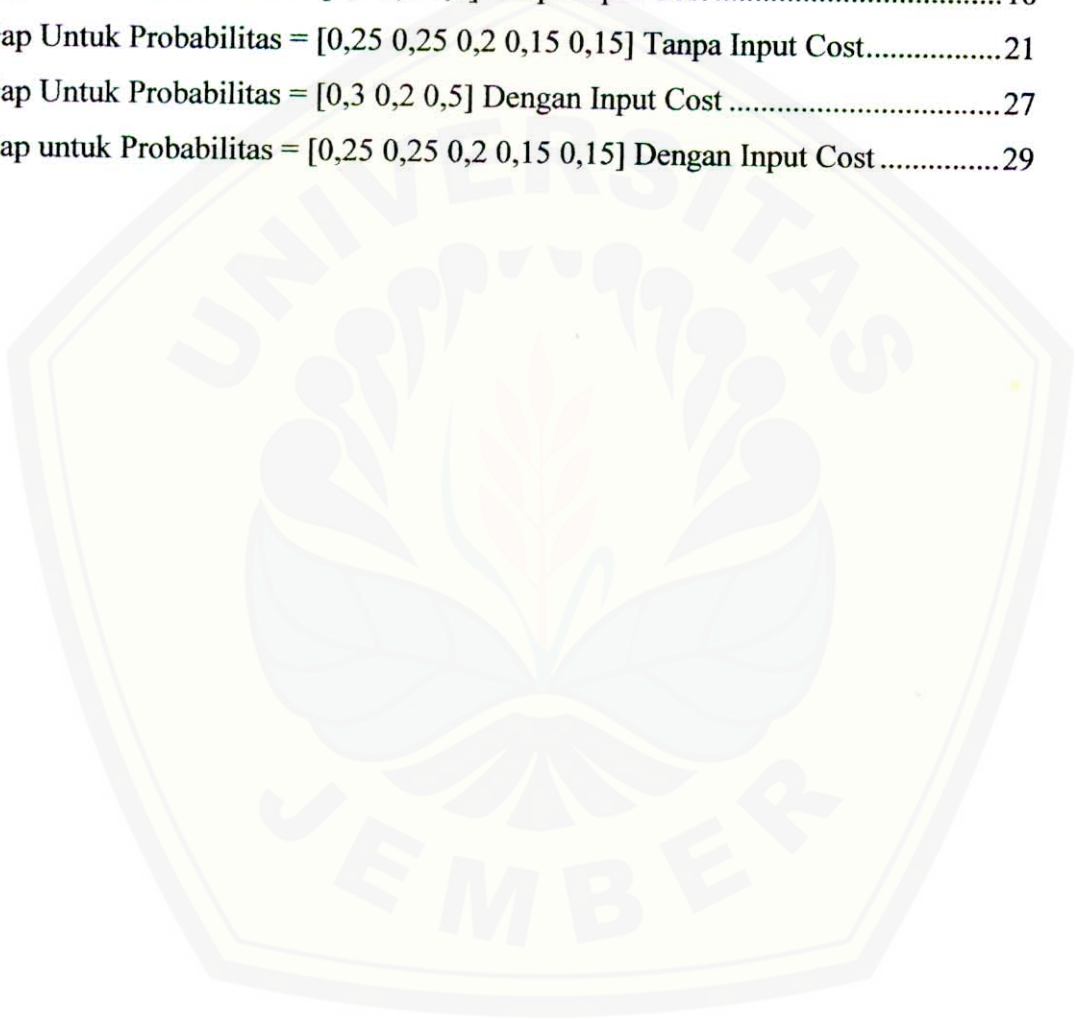 ap Untuk Probabilitas = [0,25 0,25 0,2 0,15 0,15] Tanpa Input Cost.................21
ap Untuk Probabilitas = [0,3 0,2 0,5] Dengan Input Cost ..................................27
ap untuk Probabilitas = [0,25 0,25 0,2 0,15 0,15] Dengan Input Cost...............29
UNIVERSITAS
JEMBER